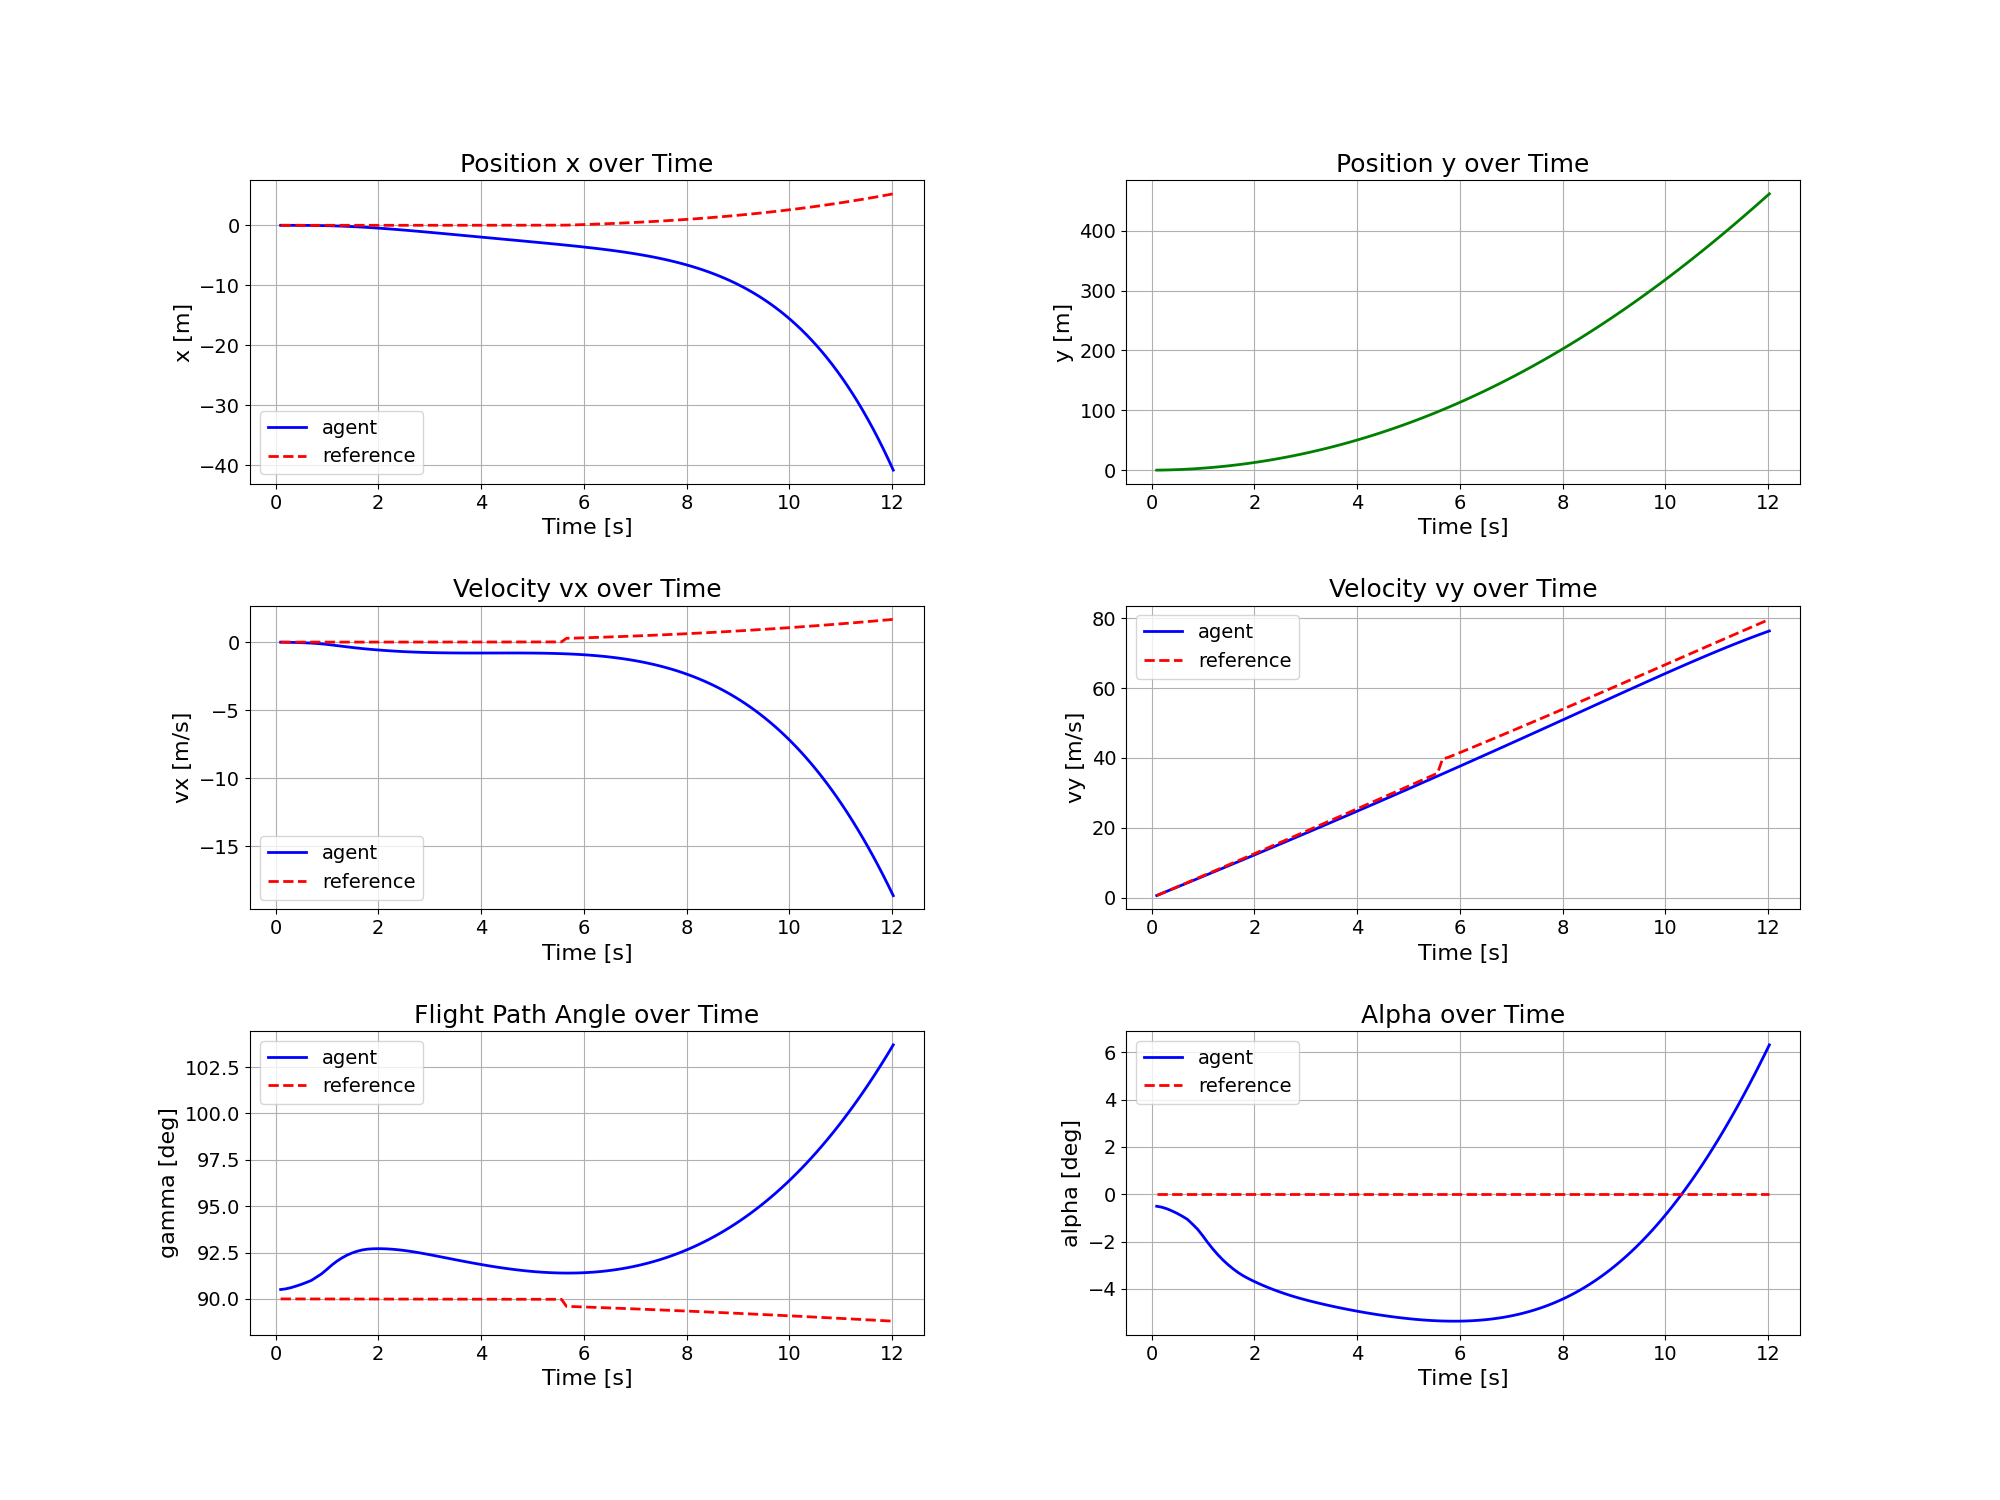 Position x over Time
x [m]
0
−10
−20
−30
−40
agent
reference
0 2 4 6 8 10 12
Time [s]
Position y over Time
y [m]
400
300
200
100
0
0 2 4 6 8 10 12
Time [s]
Velocity vx over Time
vx [m/s]
0
−5
−10
−15
agent
reference
0 2 4 6 8 10 12
Time [s]
Velocity vy over Time
vy [m/s]
80
60
40
20
0
agent
reference
0 2 4 6 8 10 12
Time [s]
Flight Path Angle over Time
gamma [deg]
102.5
100.0
97.5
95.0
92.5
90.0
agent
reference
0 2 4 6 8 10 12
Time [s]
Alpha over Time
alpha [deg]
6
4
2
0
−2
−4
agent
reference
0 2 4 6 8 10 12
Time [s]